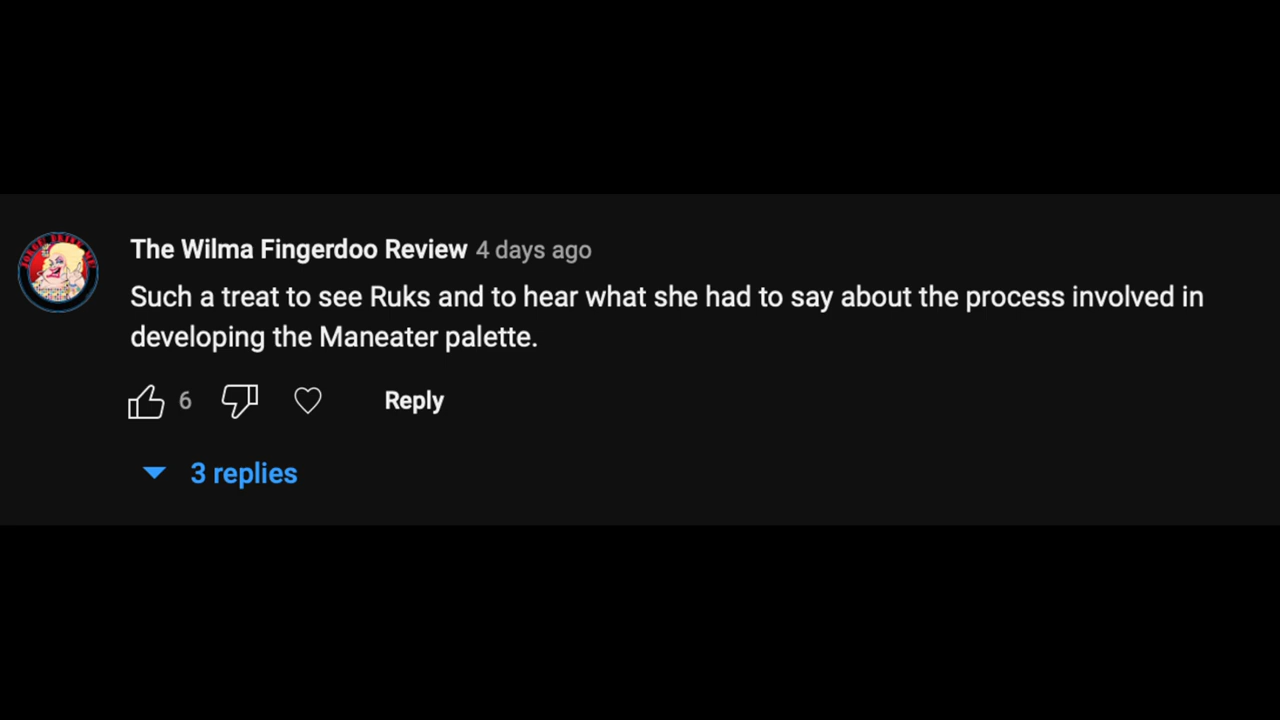 The Wilma Fingerdoo Review 4 days ago
Such a treat to see Ruks and to hear what she had to say about the process involved in
developing the Maneater palette.
6 Reply
3 replies